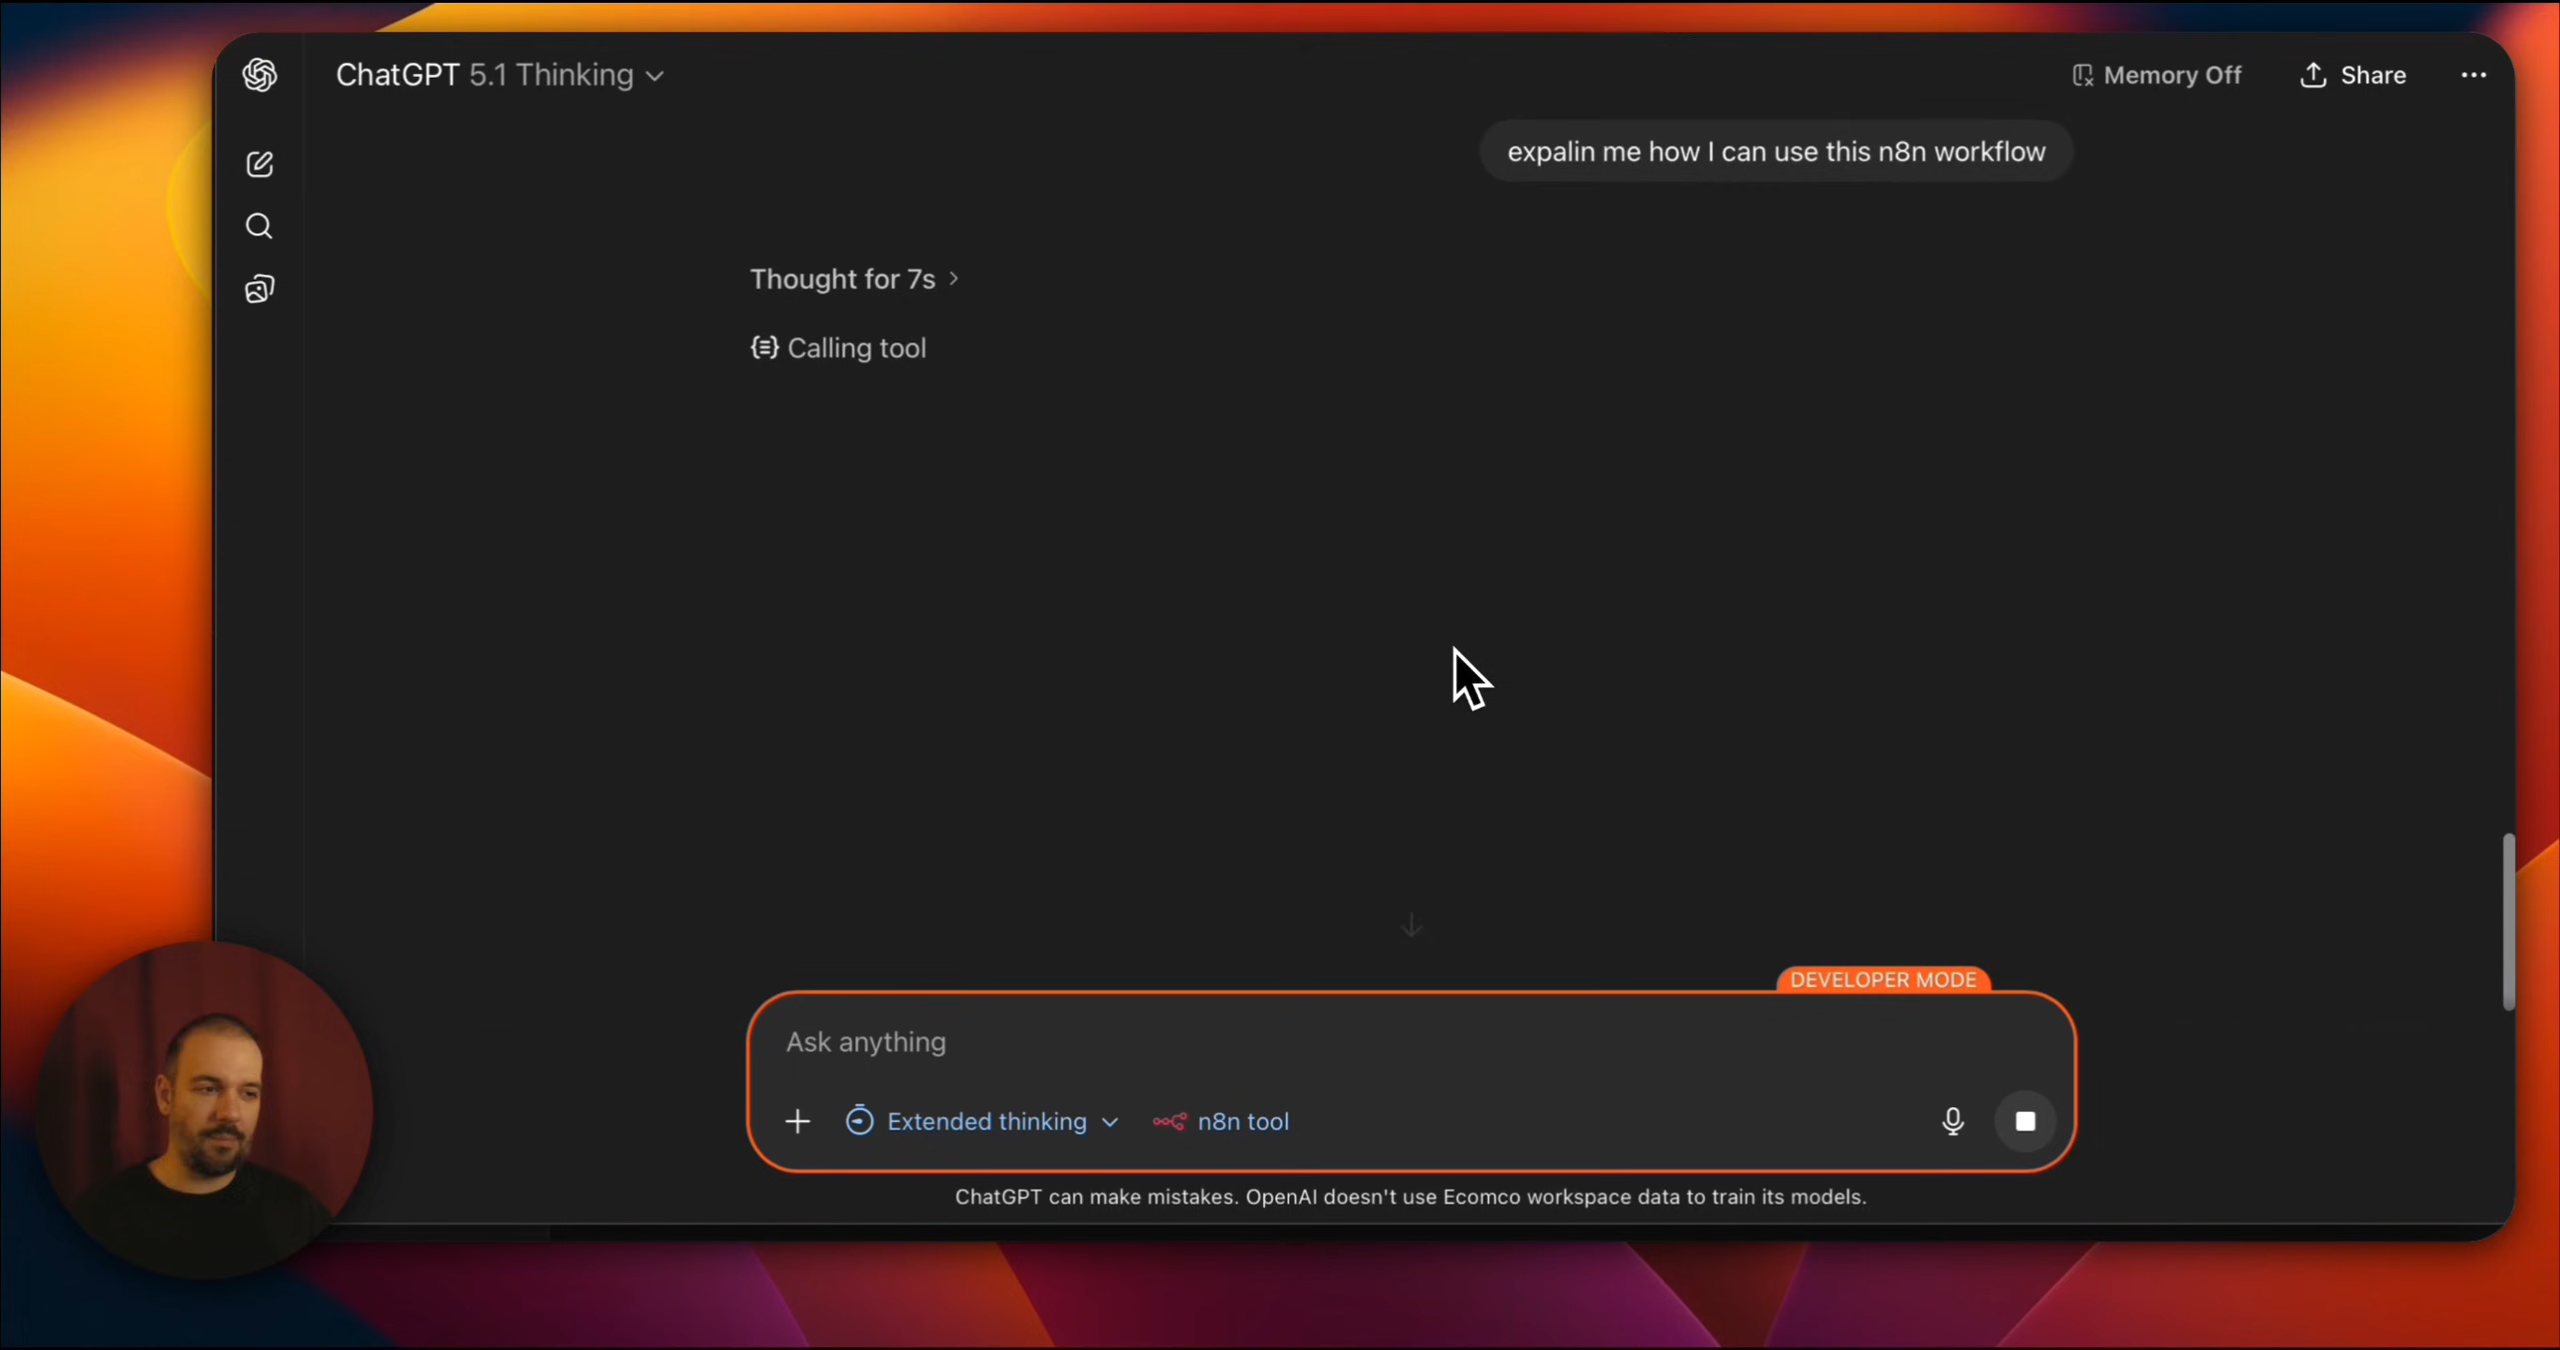 ChatGPT 5.1 Thinking
Memory Off
Share
expalin me how I can use this n8n workflow
Thought for 7s
Calling tool
DEVELOPER MODE
Ask anything
Extended thinking
n8n tool
ChatGPT can make mistakes. OpenAI doesn't use Ecomco workspace data to train its models.